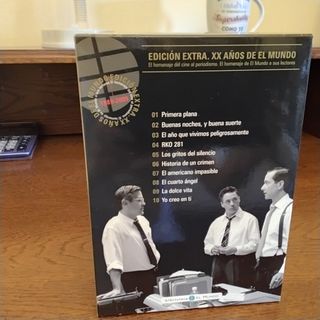 EDICIÓN EXTRA. XX AÑOS DE EL MUNDO
El homenaje del cine al periodismo. El homenaje de El Mundo a sus lectores
01 Primera plana
02 Buenas noches, y buena suerte
03 El año que vivimos peligrosamente
04 RKO 281
05 Los gritos del silencio
06 Historia de un crimen
07 El americano impasible
08 El cuarto ángel
09 La dolce vita
10 Yo creo en ti
EL MUNDO